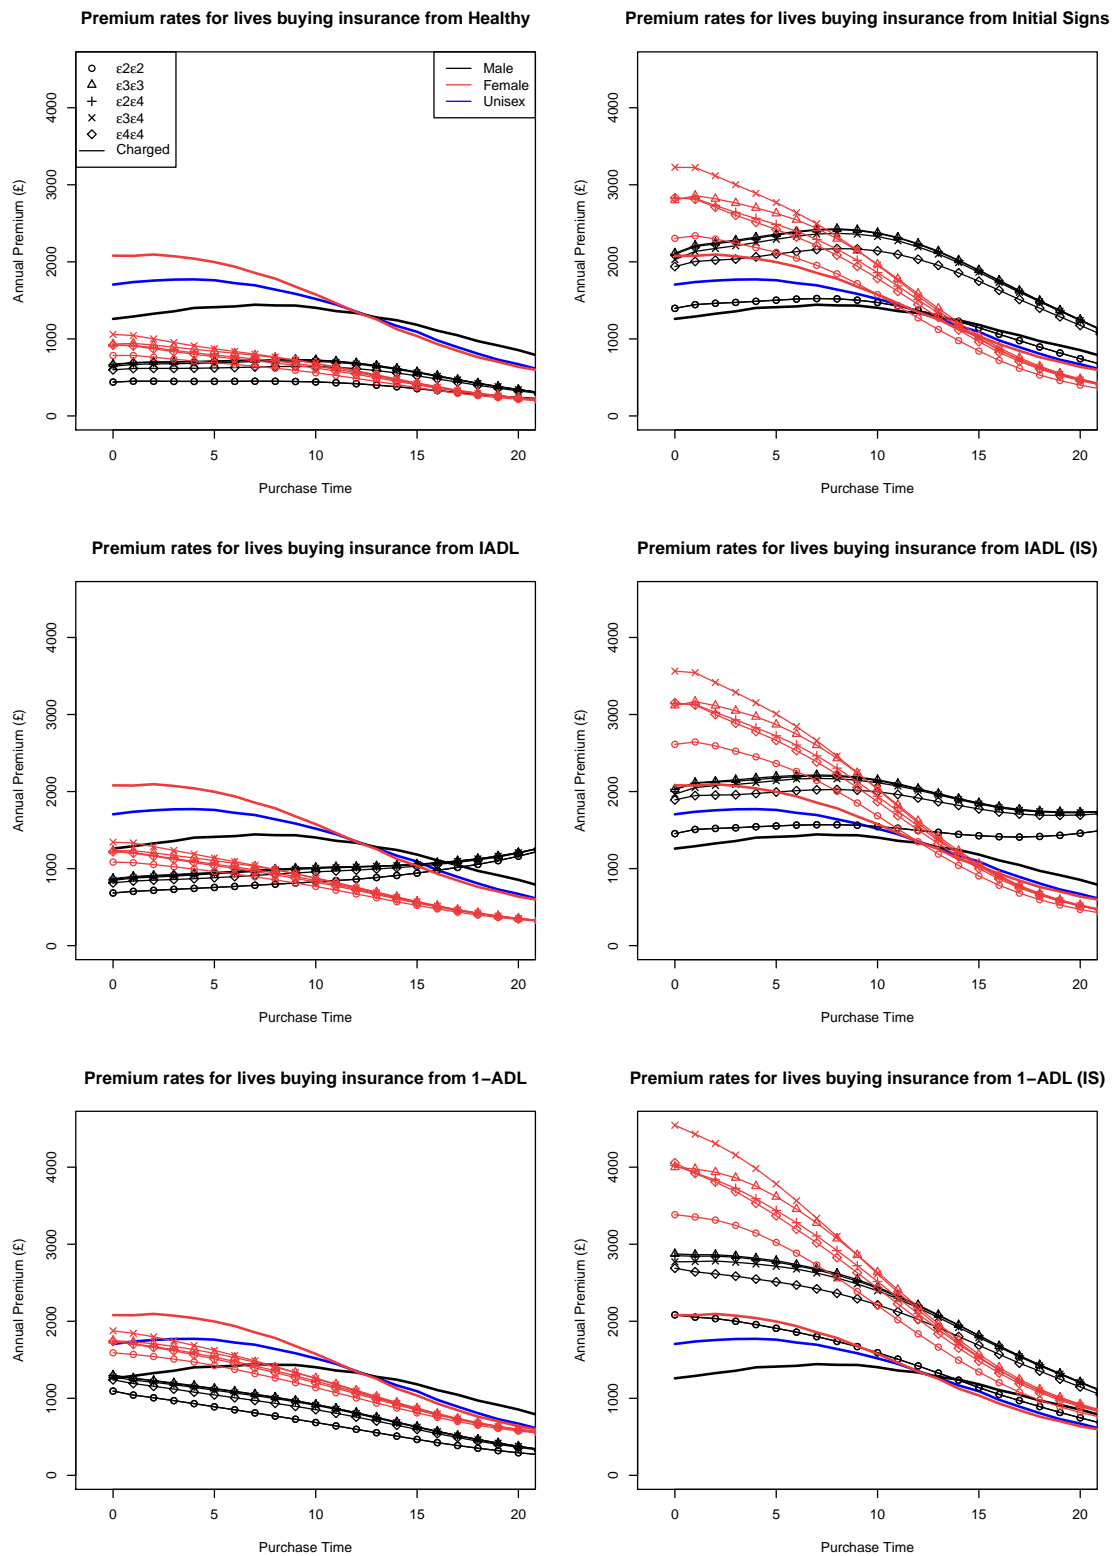 Premium rates for lives buying insurance from Healthy
Annual Premium (£)
4000
3000
2000
1000
0
ε2ε2
ε3ε3
ε2ε4
ε3ε4
ε4ε4
Charged
Male
Female
Unisex
0 5 10 15 20
Purchase Time
Premium rates for lives buying insurance from Initial Signs
Annual Premium (£)
4000
3000
2000
1000
0
0 5 10 15 20
Purchase Time
Premium rates for lives buying insurance from IADL
Annual Premium (£)
4000
3000
2000
1000
0
0 5 10 15 20
Purchase Time
Premium rates for lives buying insurance from IADL (IS)
Annual Premium (£)
4000
3000
2000
1000
0
0 5 10 15 20
Purchase Time
Premium rates for lives buying insurance from 1−ADL
Annual Premium (£)
4000
3000
2000
1000
0
0 5 10 15 20
Purchase Time
Premium rates for lives buying insurance from 1−ADL (IS)
Annual Premium (£)
4000
3000
2000
1000
0
0 5 10 15 20
Purchase Time